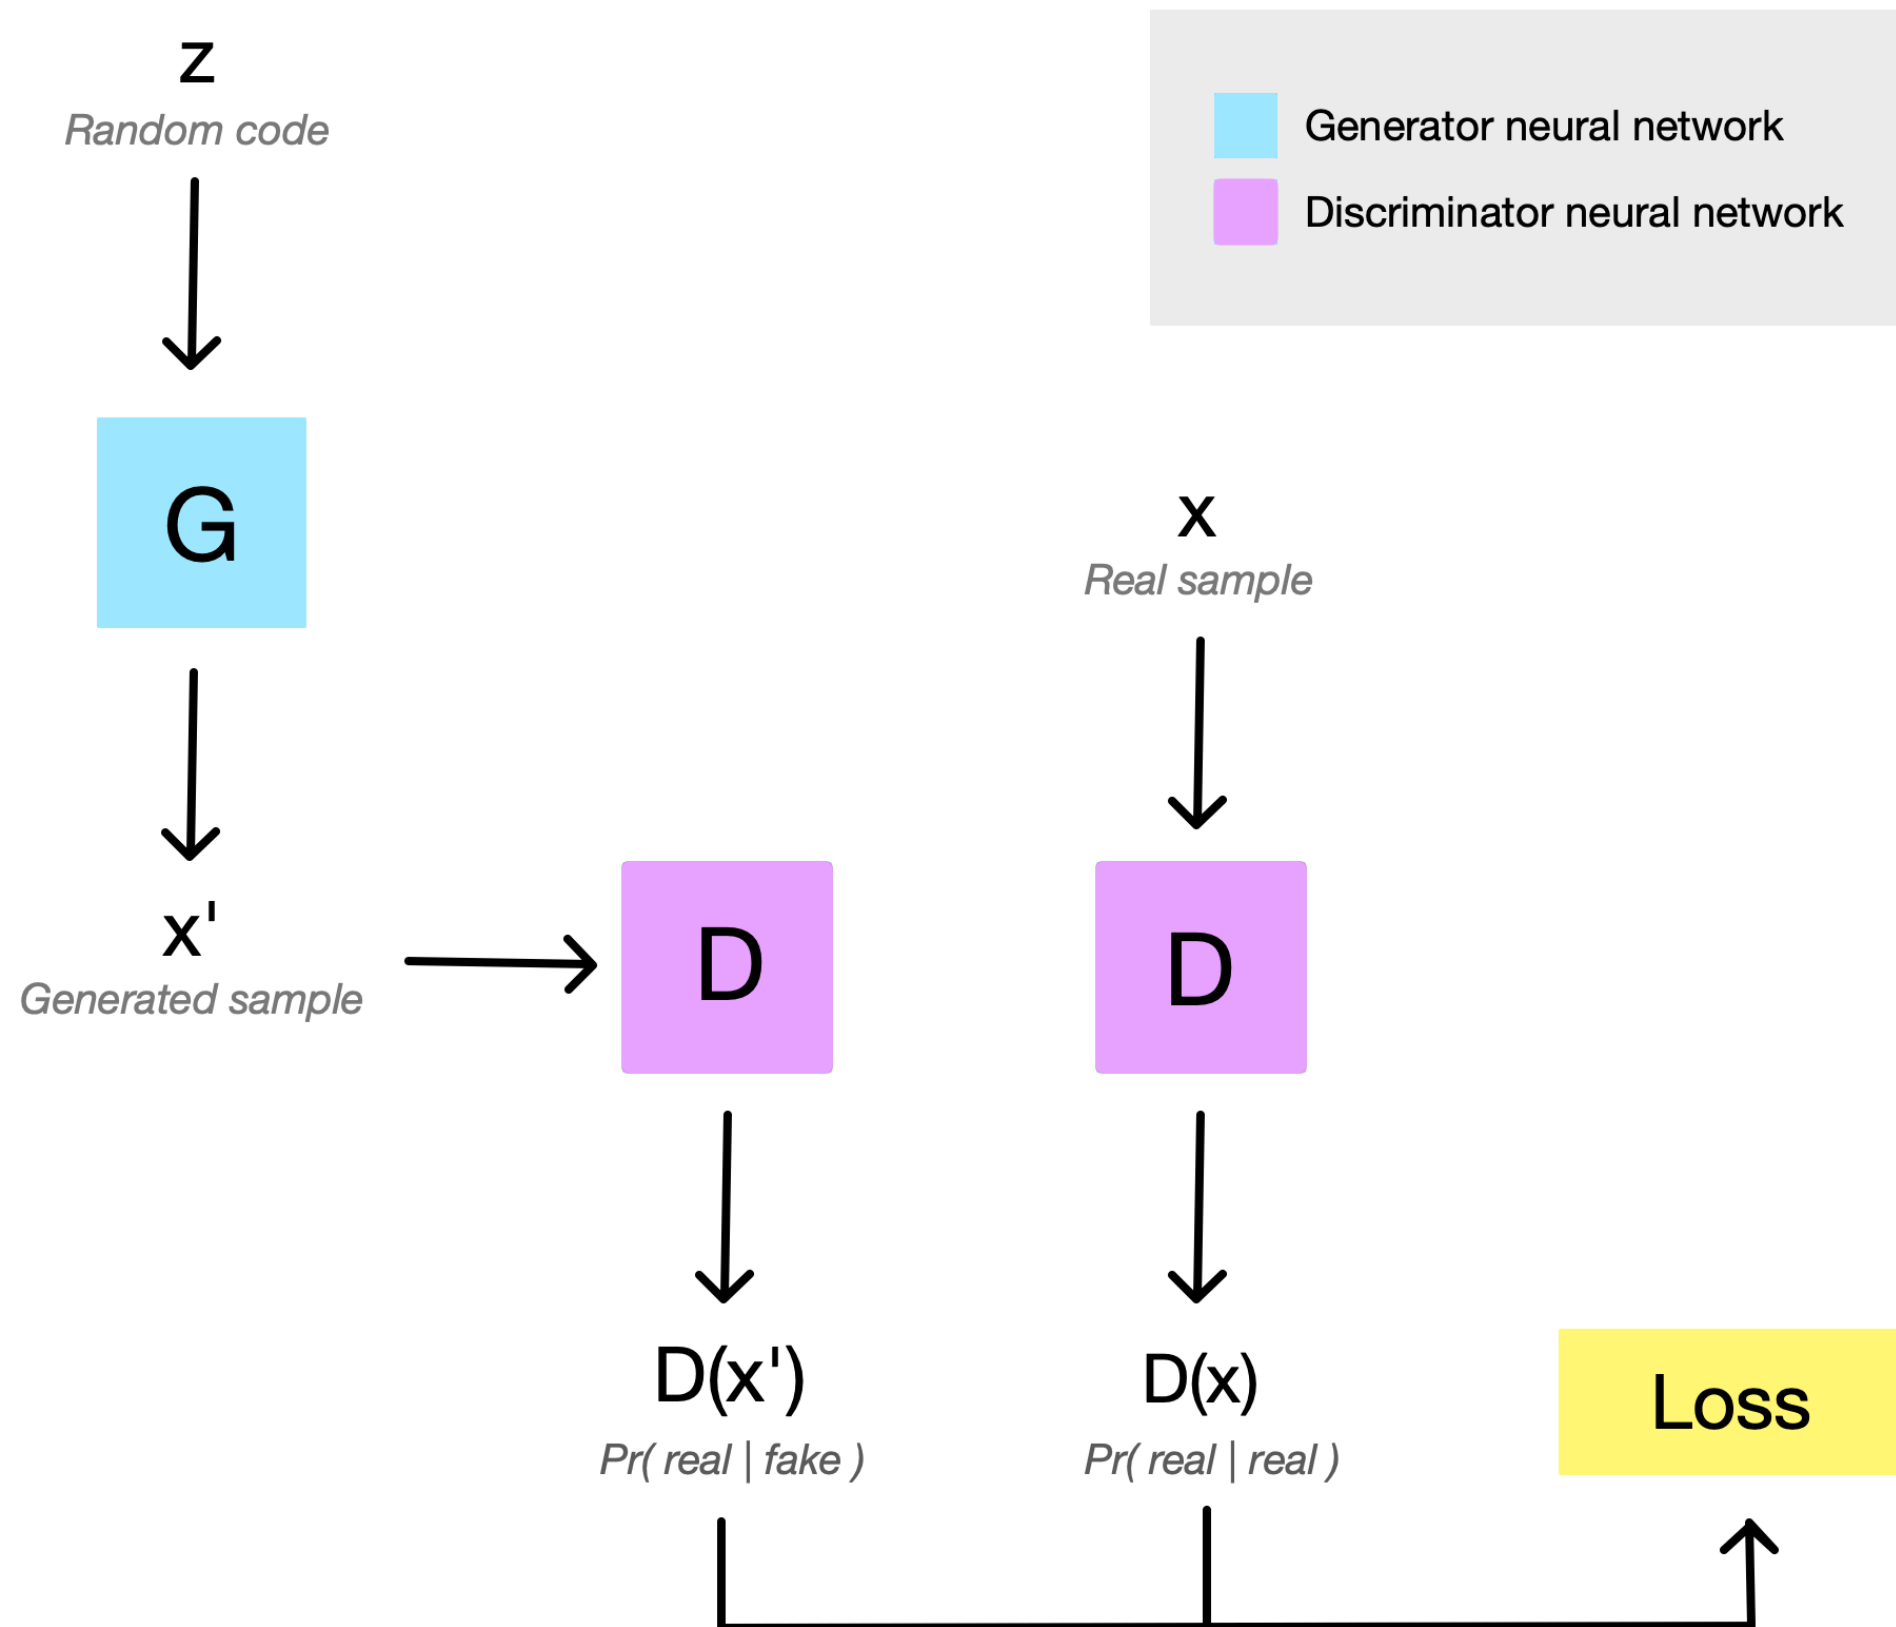 z
Random code
Generator neural network
Discriminator neural network
G
x
Real sample
x'
Generated sample
D
D
D(x')
Pr( real | fake )
D(x)
Pr( real | real )
Loss